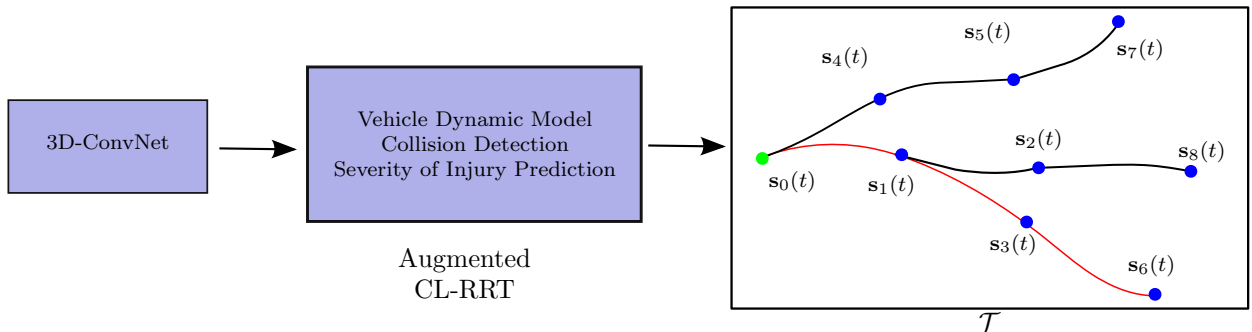 3D-ConvNet
Vehicle Dynamic Model
Collision Detection
Severity of Injury Prediction
Augmented
CL-RRT
s₀(t)
s₄(t)
s₅(t)
s₇(t)
s₁(t)
s₂(t)
s₈(t)
s₃(t)
s₆(t)
𝒯